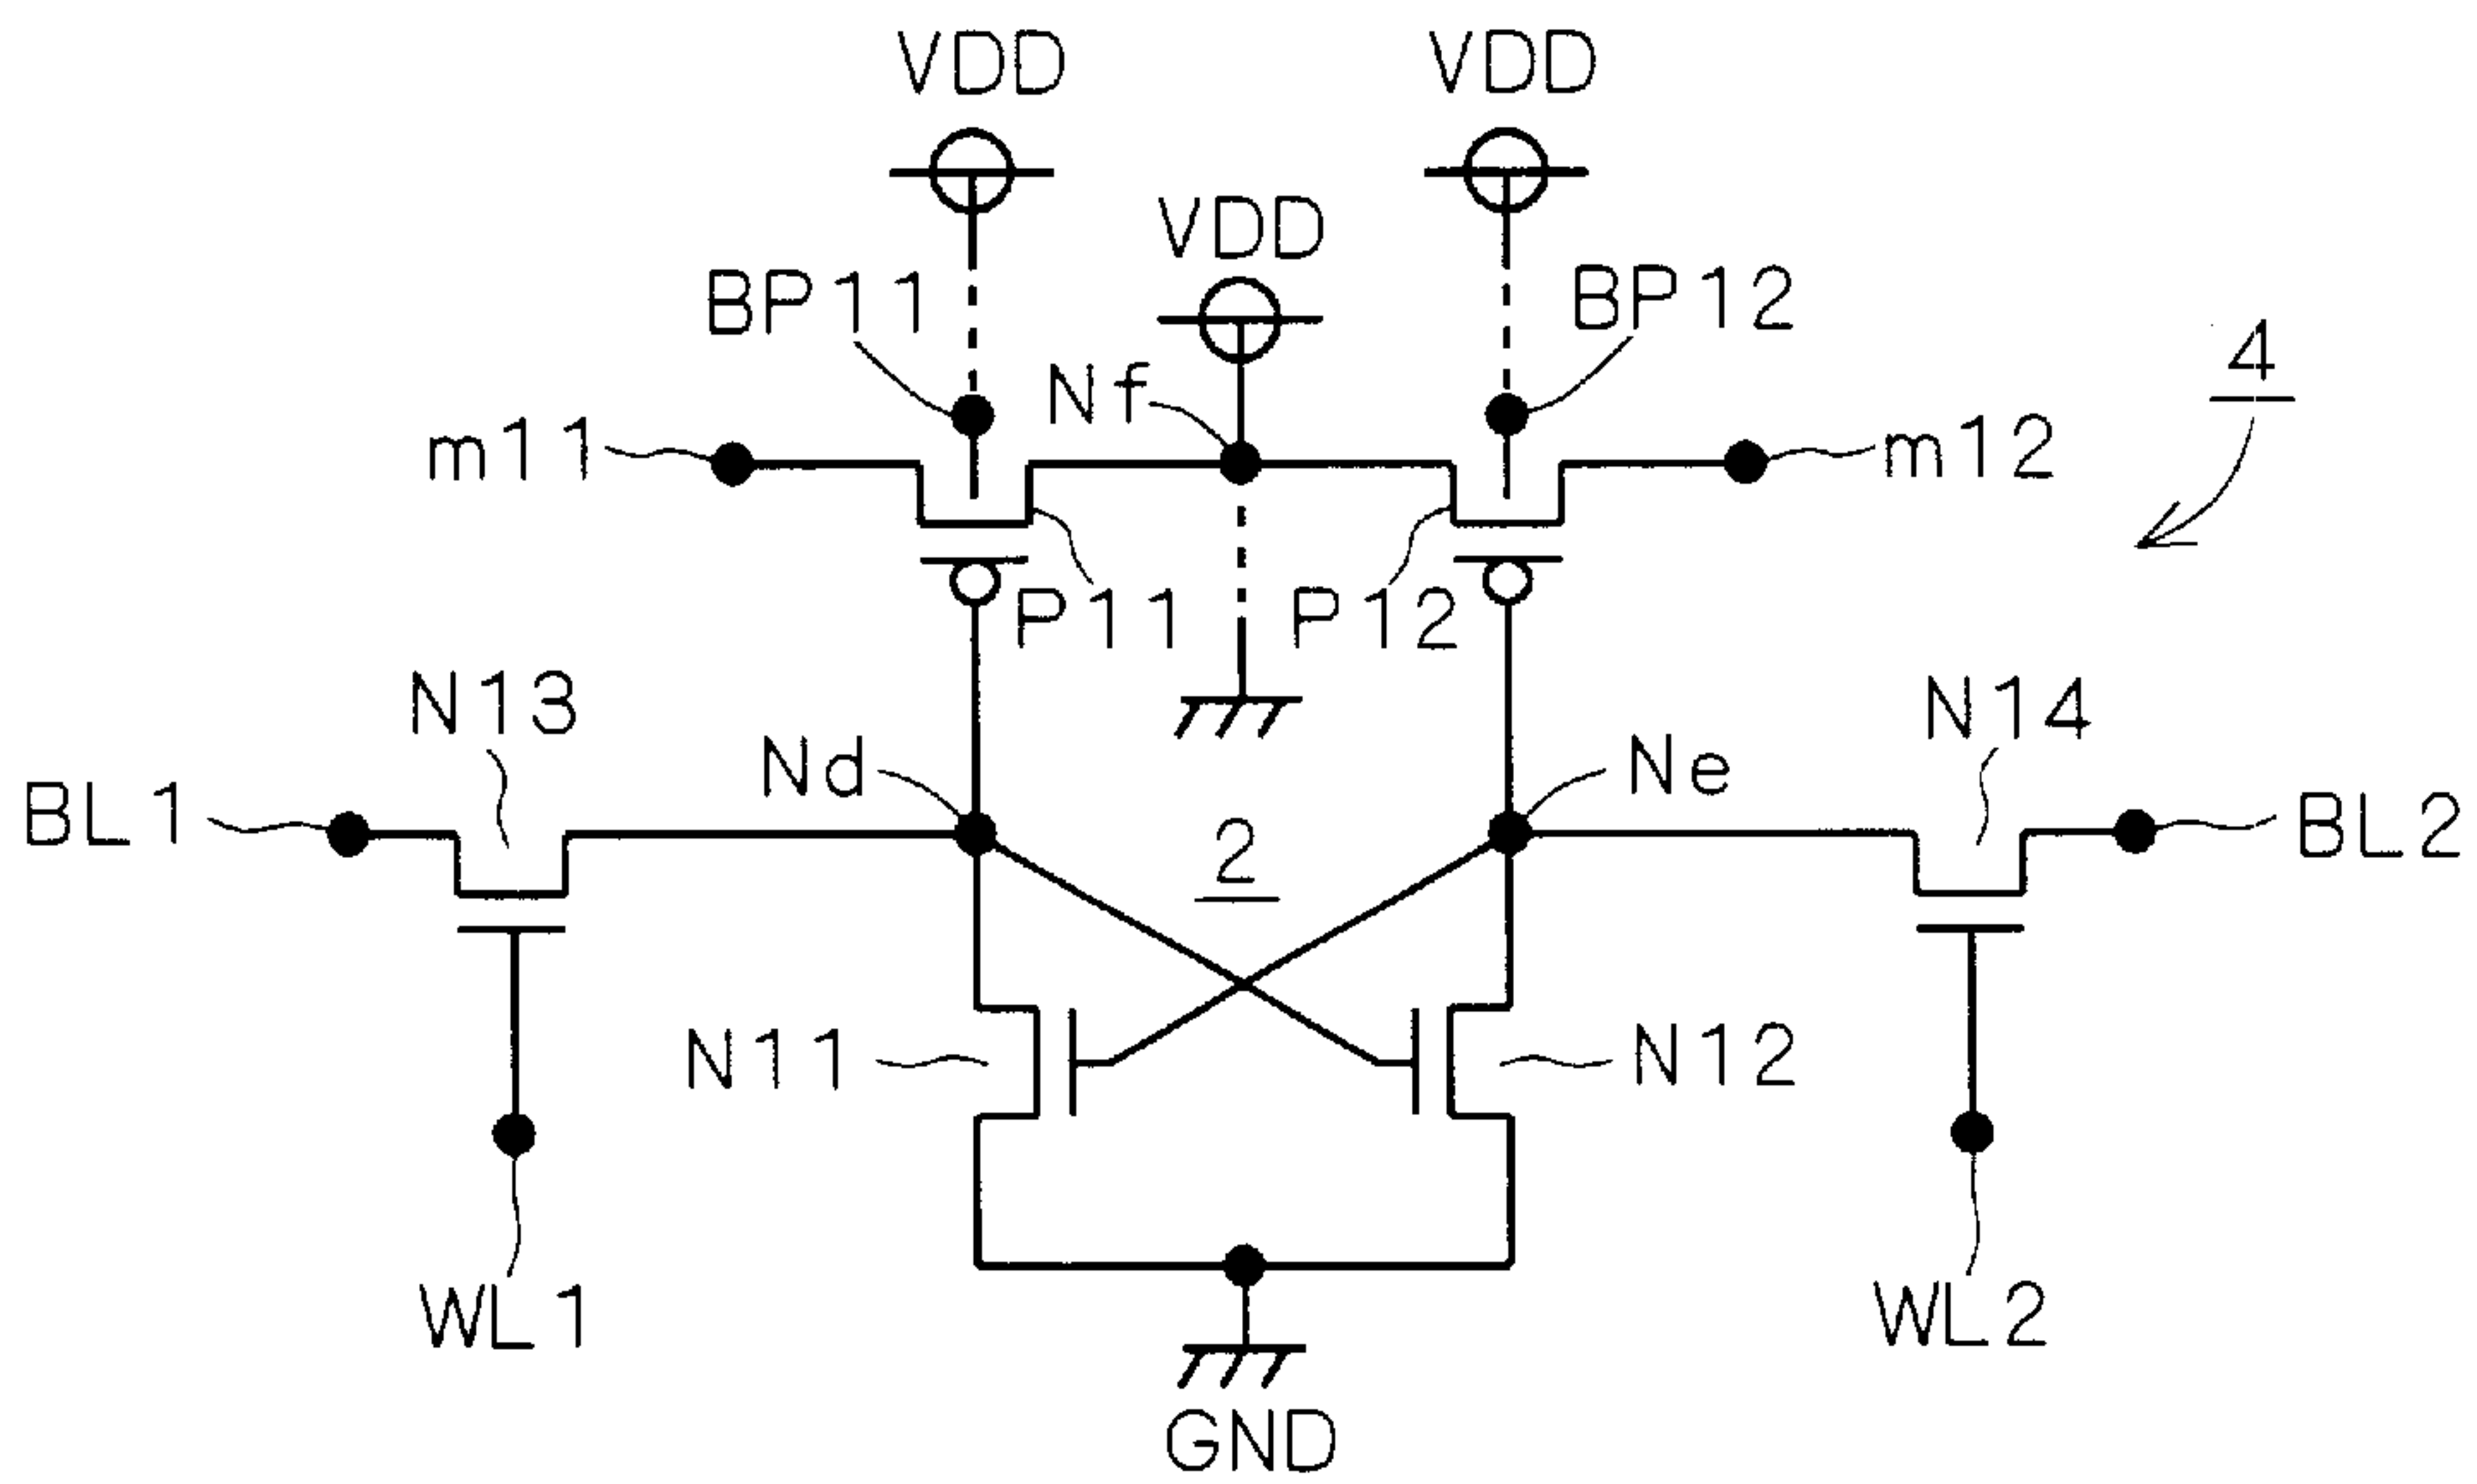 VDD VDD
VDD
BP11 BP12
Nf 4
m11 m12
P11 P12
N13 N14
Nd Ne
BL1 2 BL2
N11 N12
WL1 WL2
GND